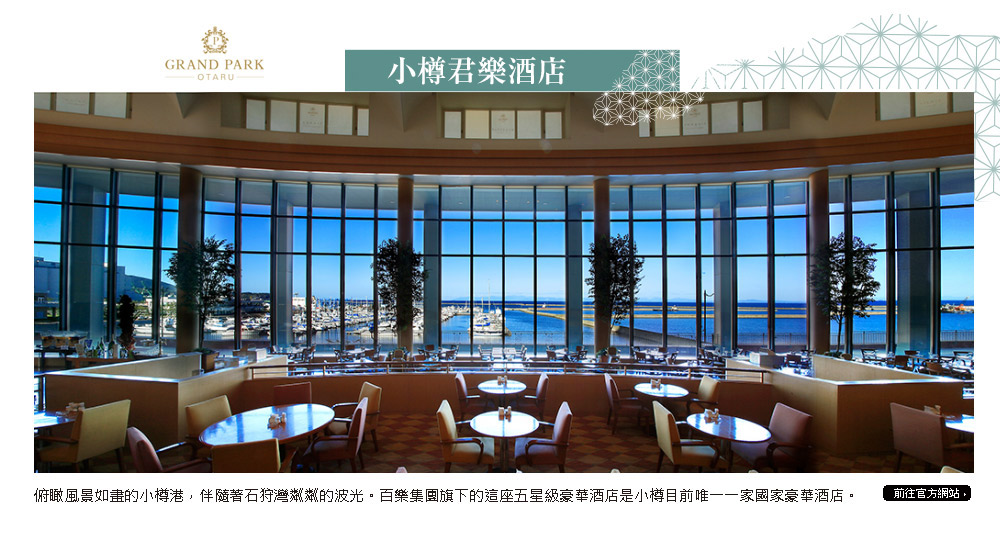 GRAND PARK
OTARU
小樽君樂酒店
俯瞰風景如畫的小樽港，伴隨著石狩灣粼粼的波光。百樂集團旗下的這座五星級豪華酒店是小樽目前唯一一家國家豪華酒店。
前往官方網站